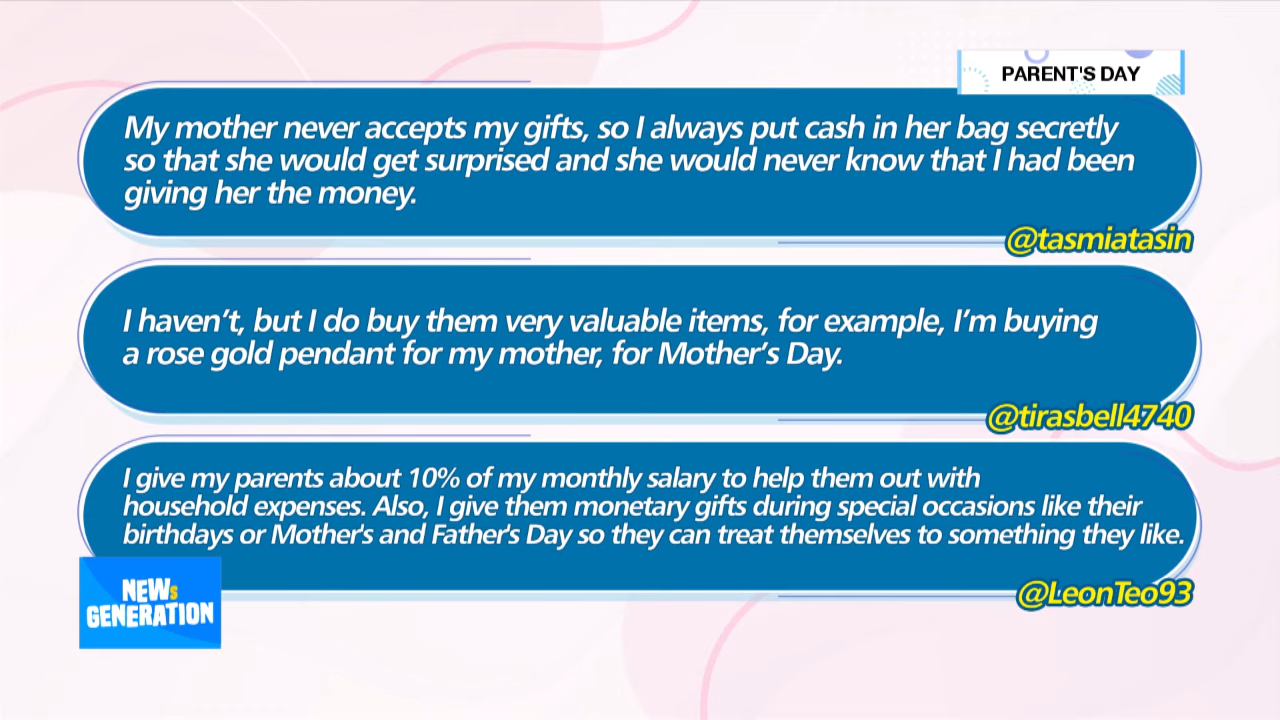 PARENT'S DAY
My mother never accepts my gifts, so I always put cash in her bag secretly
so that she would get surprised and she would never know that I had been
giving her the money.
@tasmiatasin
I haven’t, but I do buy them very valuable items, for example, I’m buying
a rose gold pendant for my mother, for Mother’s Day.
@tirasbell4740
I give my parents about 10% of my monthly salary to help them out with
household expenses. Also, I give them monetary gifts during special occasions like their
birthdays or Mother's and Father's Day so they can treat themselves to something they like.
@LeonTeo93
NEWs
GENERATION